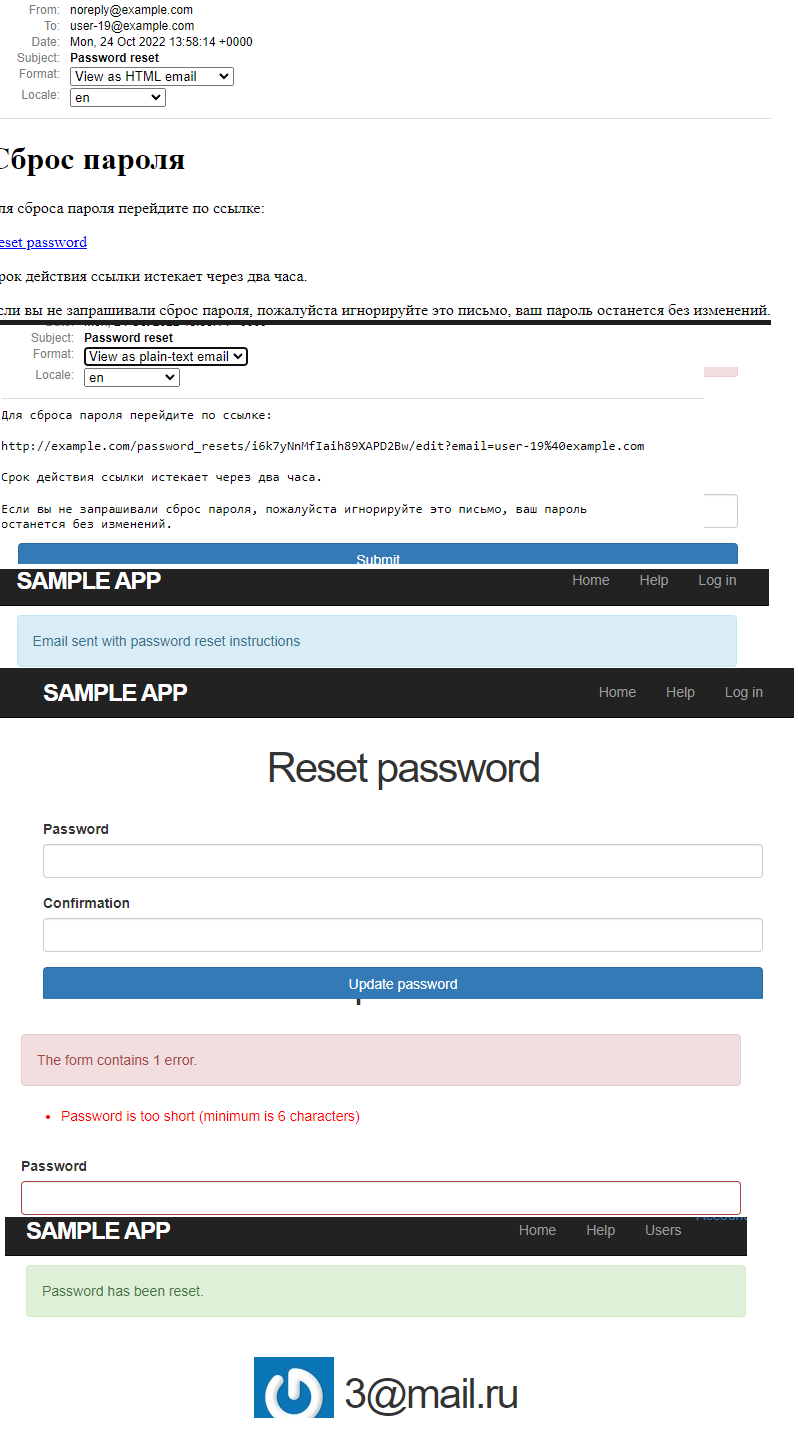 From: noreply@example.com
To: user-19@example.com
Date: Mon, 24 Oct 2022 13:58:14 +0000
Subject: Password reset
Format: View as HTML email
Locale: en
Сброс пароля
ля сброса пароля перейдите по ссылке:
eset password
рок действия ссылки истекает через два часа.
сли вы не запрашивали сброс пароля, пожалуйста игнорируйте это письмо, ваш пароль останется без изменений.
Subject: Password reset
Format: View as plain-text email
Locale: en
Для сброса пароля перейдите по ссылке:
http://example.com/password_resets/i6k7yNnMfIaih89XAPD2Bw/edit?email=user-19%40example.com
Срок действия ссылки истекает через два часа.
Если вы не запрашивали сброс пароля, пожалуйста игнорируйте это письмо, ваш пароль
останется без изменений.
Submit
SAMPLE APP Home Help Log in
Email sent with password reset instructions
SAMPLE APP Home Help Log in
Reset password
Password
Confirmation
Update password
The form contains 1 error.
• Password is too short (minimum is 6 characters)
Password
SAMPLE APP Home Help Users Account
Password has been reset.
3@mail.ru